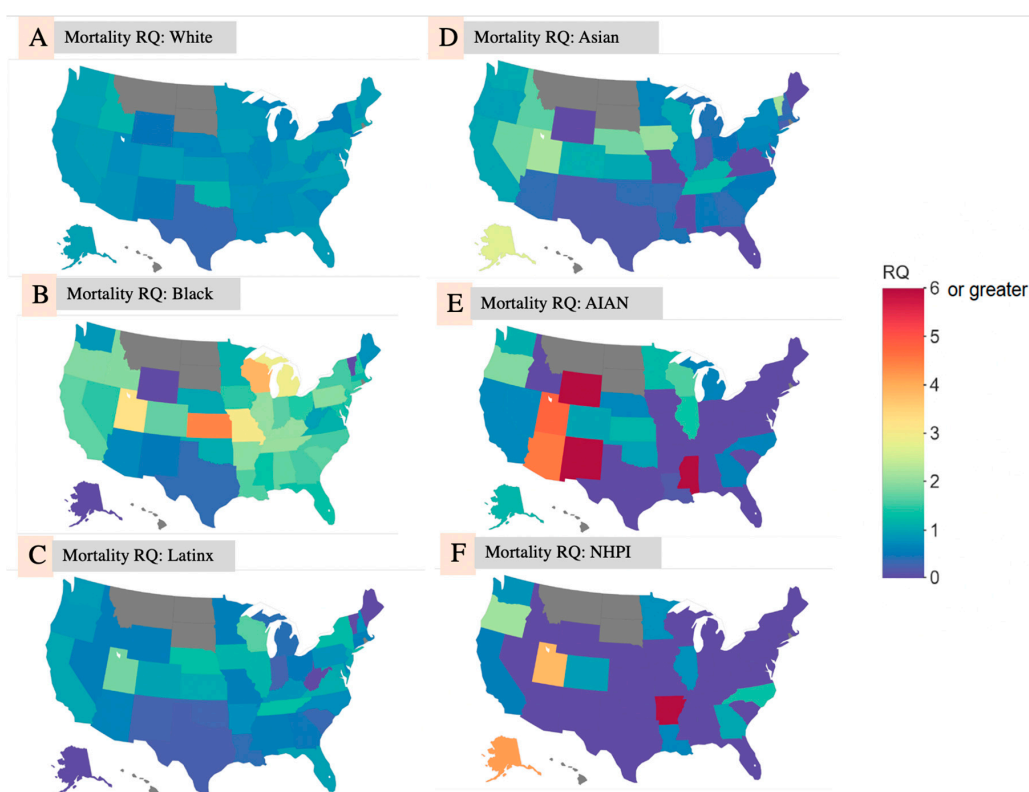 A Mortality RQ: White
D Mortality RQ: Asian
B Mortality RQ: Black
E Mortality RQ: AIAN
C Mortality RQ: Latinx
F Mortality RQ: NHPI
RQ
6 or greater
5
4
3
2
1
0